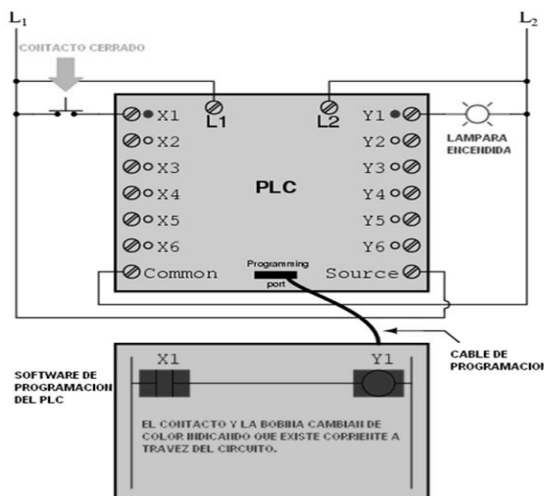 L1
L2
CONTACTO CERRADO
X1
L1
L2
Y1
X2
Y2
LAMPARA
ENCENDIDA
X3
Y3
X4
PLC
Y4
X5
Y5
X6
Y6
Common
Programming
port
Source
SOFTWARE DE
PROGRAMACION
DEL PLC
X1
Y1
CABLE DE
PROGRAMACION
EL CONTACTO Y LA BOBINA CAMBIAN DE
COLOR INDICANDO QUE EXISTE CORRIENTE A
TRAVEZ DEL CIRCUITO.